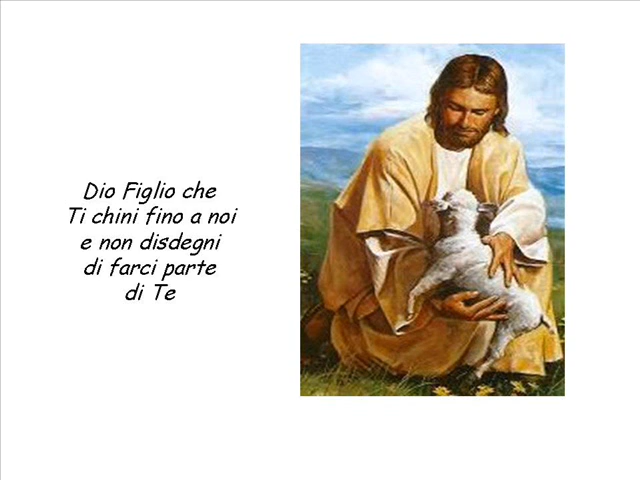 Dio Figlio che
Ti chini fino a noi
e non disdegni
di farci parte
di Te